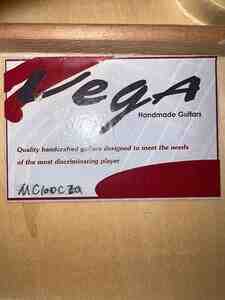 Vega
Handmade Guitars
Quality handcrafted guitars designed to meet the needs
of the most discriminating player
MC100CZa